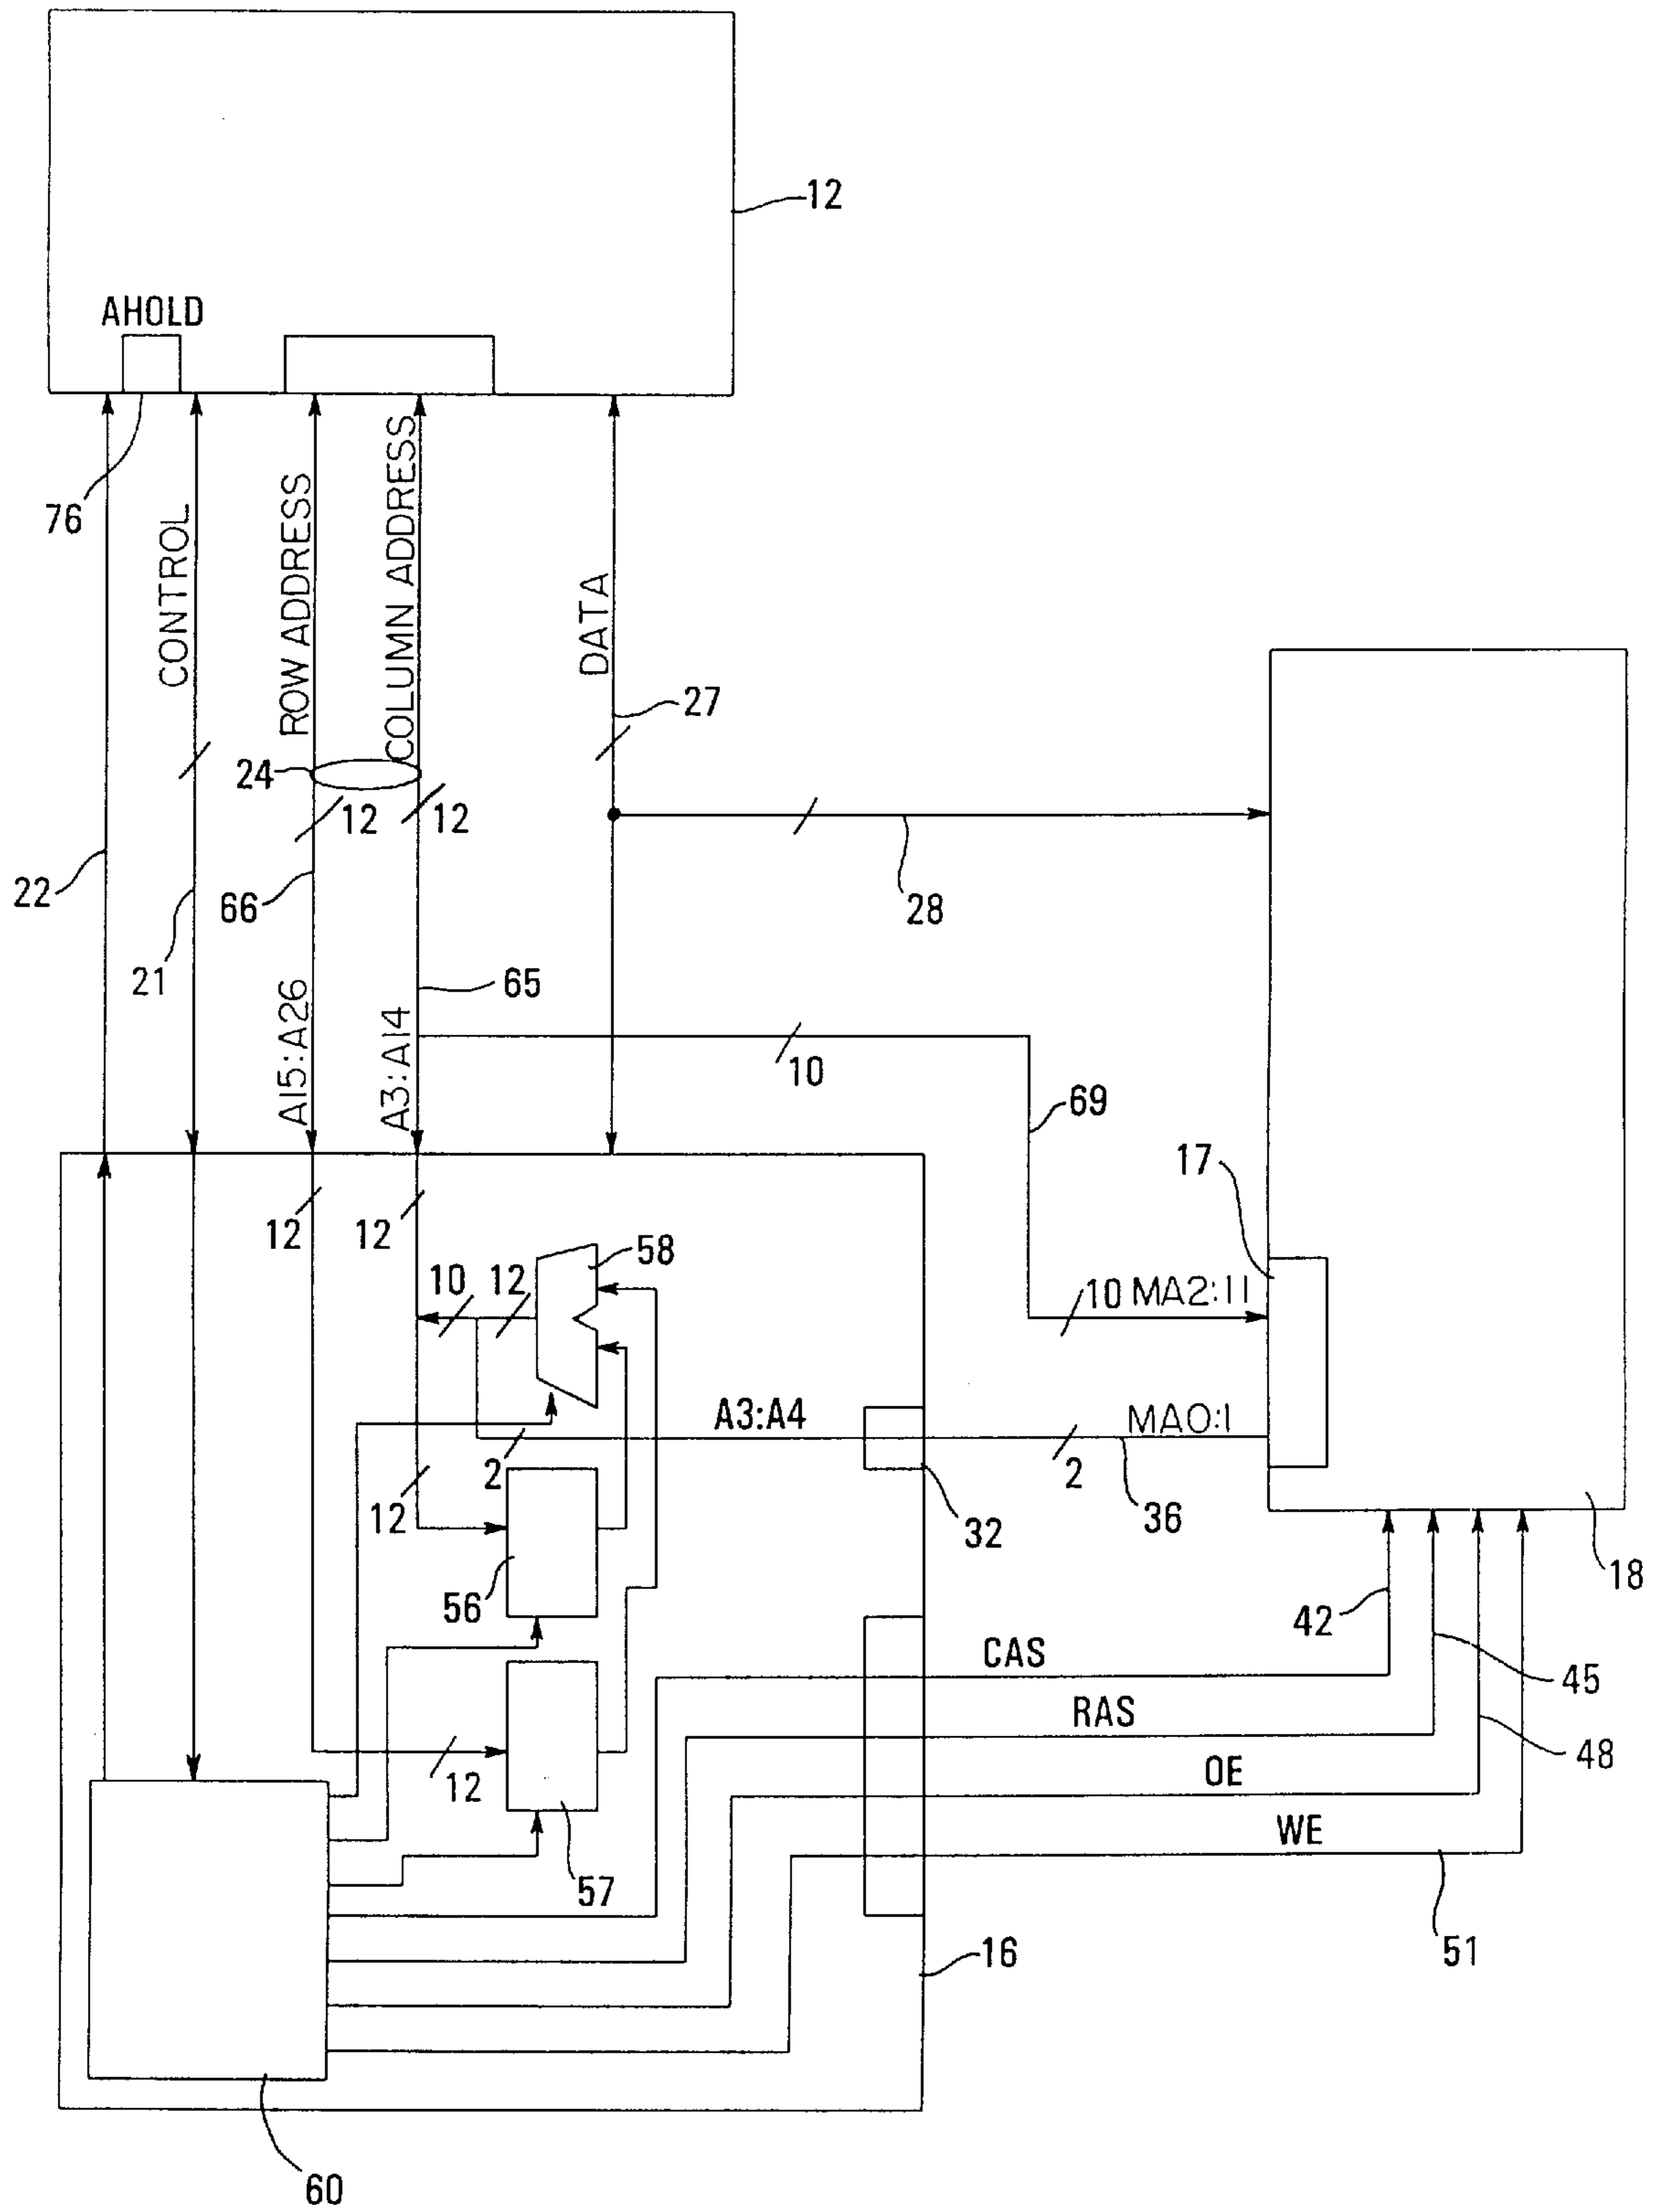 12
AHOLD
76
CONTROL
ROW ADDRESS
COLUMN ADDRESS
DATA
27
24
12
12
22
66
28
21
65
A15:A26
A3:A14
10
69
17
12
12
58
10
12
10 MA2:11
A3:A4
MA0:1
2
2
12
32
36
18
56
42
CAS
45
RAS
48
12
OE
WE
57
51
16
60